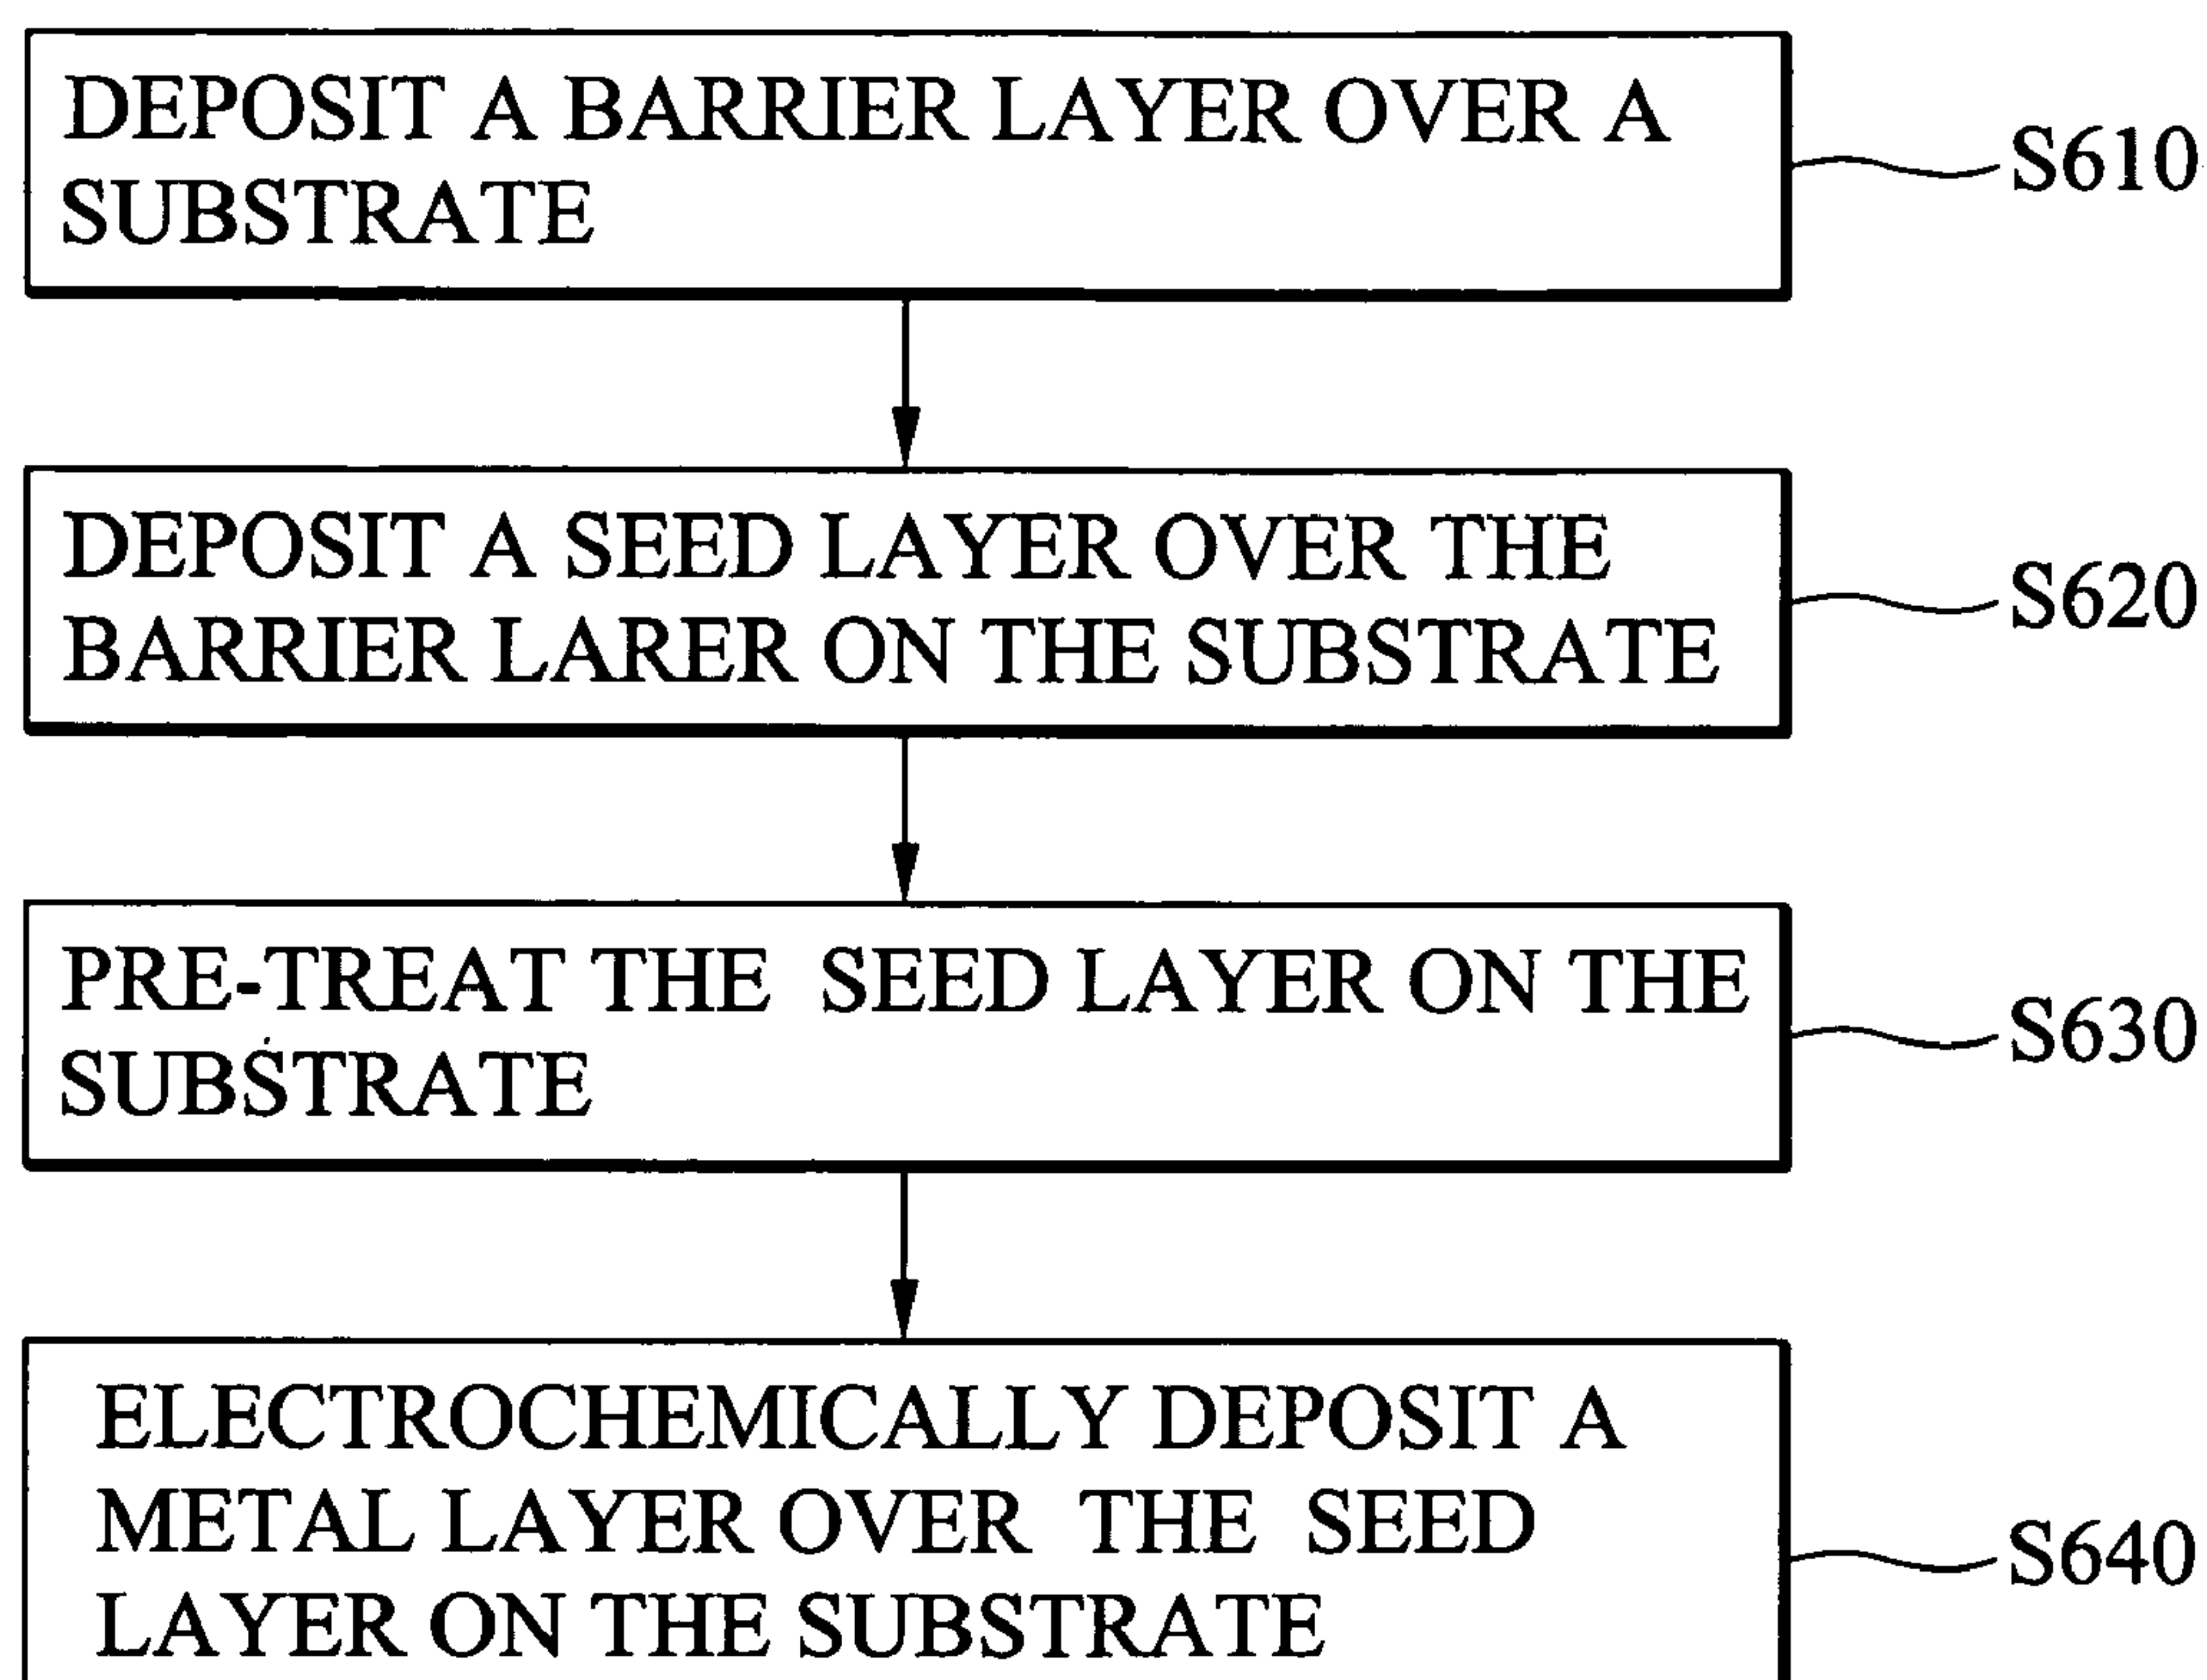 DEPOSIT A BARRIER LAYER OVER A
SUBSTRATE
S610
DEPOSIT A SEED LAYER OVER THE
BARRIER LARER ON THE SUBSTRATE
S620
PRE-TREAT THE SEED LAYER ON THE
SUBSTRATE
S630
ELECTROCHEMICALLY DEPOSIT A
METAL LAYER OVER THE SEED
LAYER ON THE SUBSTRATE
S640